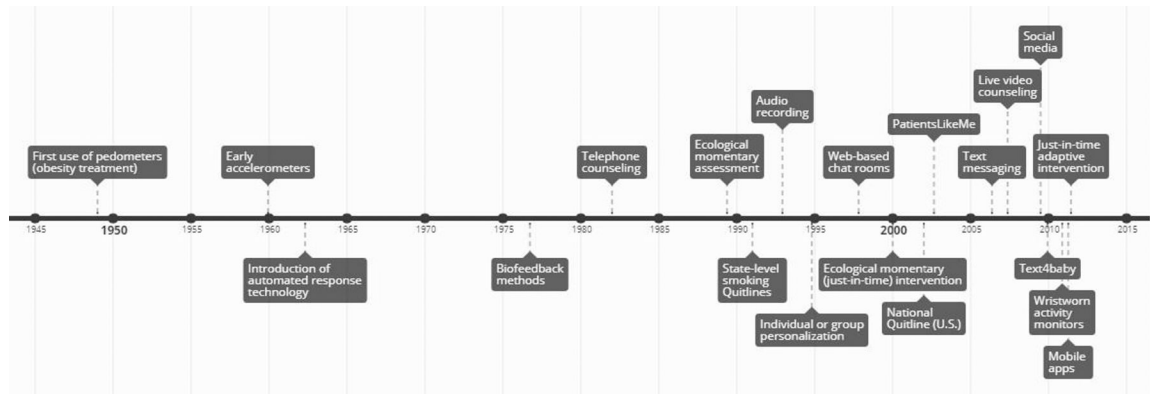 Social
media
Live video
counseling
Audio
recording
PatientsLikeMe
First use of pedometers
(obesity treatment)
Early
accelerometers
Telephone
counseling
Ecological
momentary
assessment
Web-based
chat rooms
Text
messaging
Just-in-time
adaptive
intervention
1945
1950
1955
1960
1965
1970
1975
1980
1985
1990
1995
2000
2005
2010
2015
Introduction of
automated response
technology
Biofeedback
methods
State-level
smoking
Quitlines
Individual or group
personalization
Ecological momentary
(just-in-time) intervention
National
Quitline (U.S.)
Text4baby
Wristworn
activity
monitors
Mobile
apps